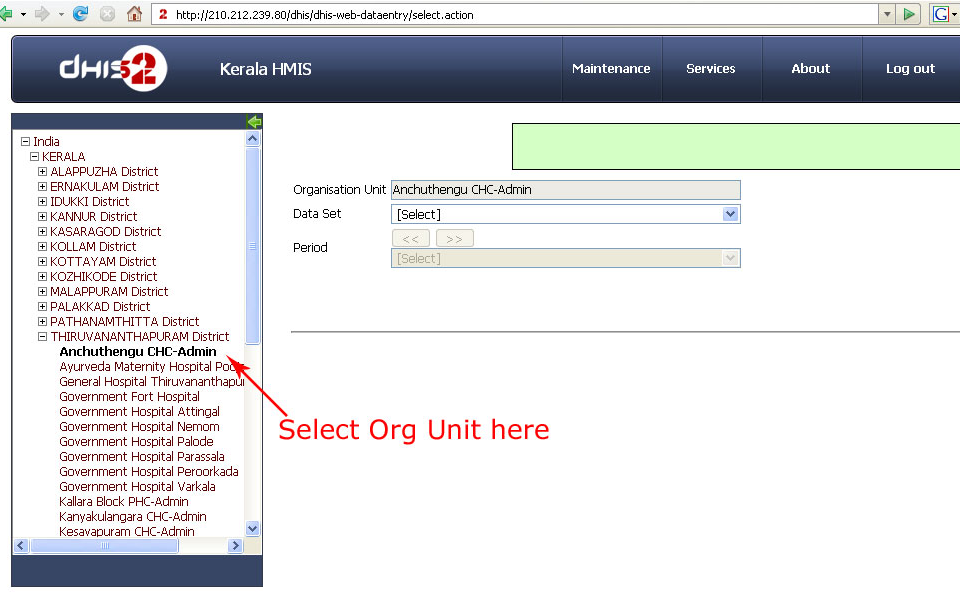 2 http://210.212.239.80/dhis/dhis-web-dataentry/select.action
G
dhis2 Kerala HMIS Maintenance Services About Log out
India
KERALA
ALAPPUZHA District
ERNAKULAM District
IDUKKI District
KANNUR District
KASARAGOD District
KOLLAM District
KOTTAYAM District
KOZHIKODE District
MALAPPURAM District
PALAKKAD District
PATHANAMTHITTA District
THIRUVANANTHAPURAM District
Anchuthengu CHC-Admin
Ayurveda Maternity Hospital
General Hospital Thiruvananthapu
Government Fort Hospital
Government Hospital Attingal
Government Hospital Nemom
Government Hospital Palode
Government Hospital Parassala
Government Hospital Peroorkada
Government Hospital Varkala
Kallara Block PHC-Admin
Kanyakulangara CHC-Admin
Kesavapuram CHC-Admin
Organisation Unit Anchuthengu CHC-Admin
Data Set [Select]
<< >>
Period
[Select]
Select Org Unit here